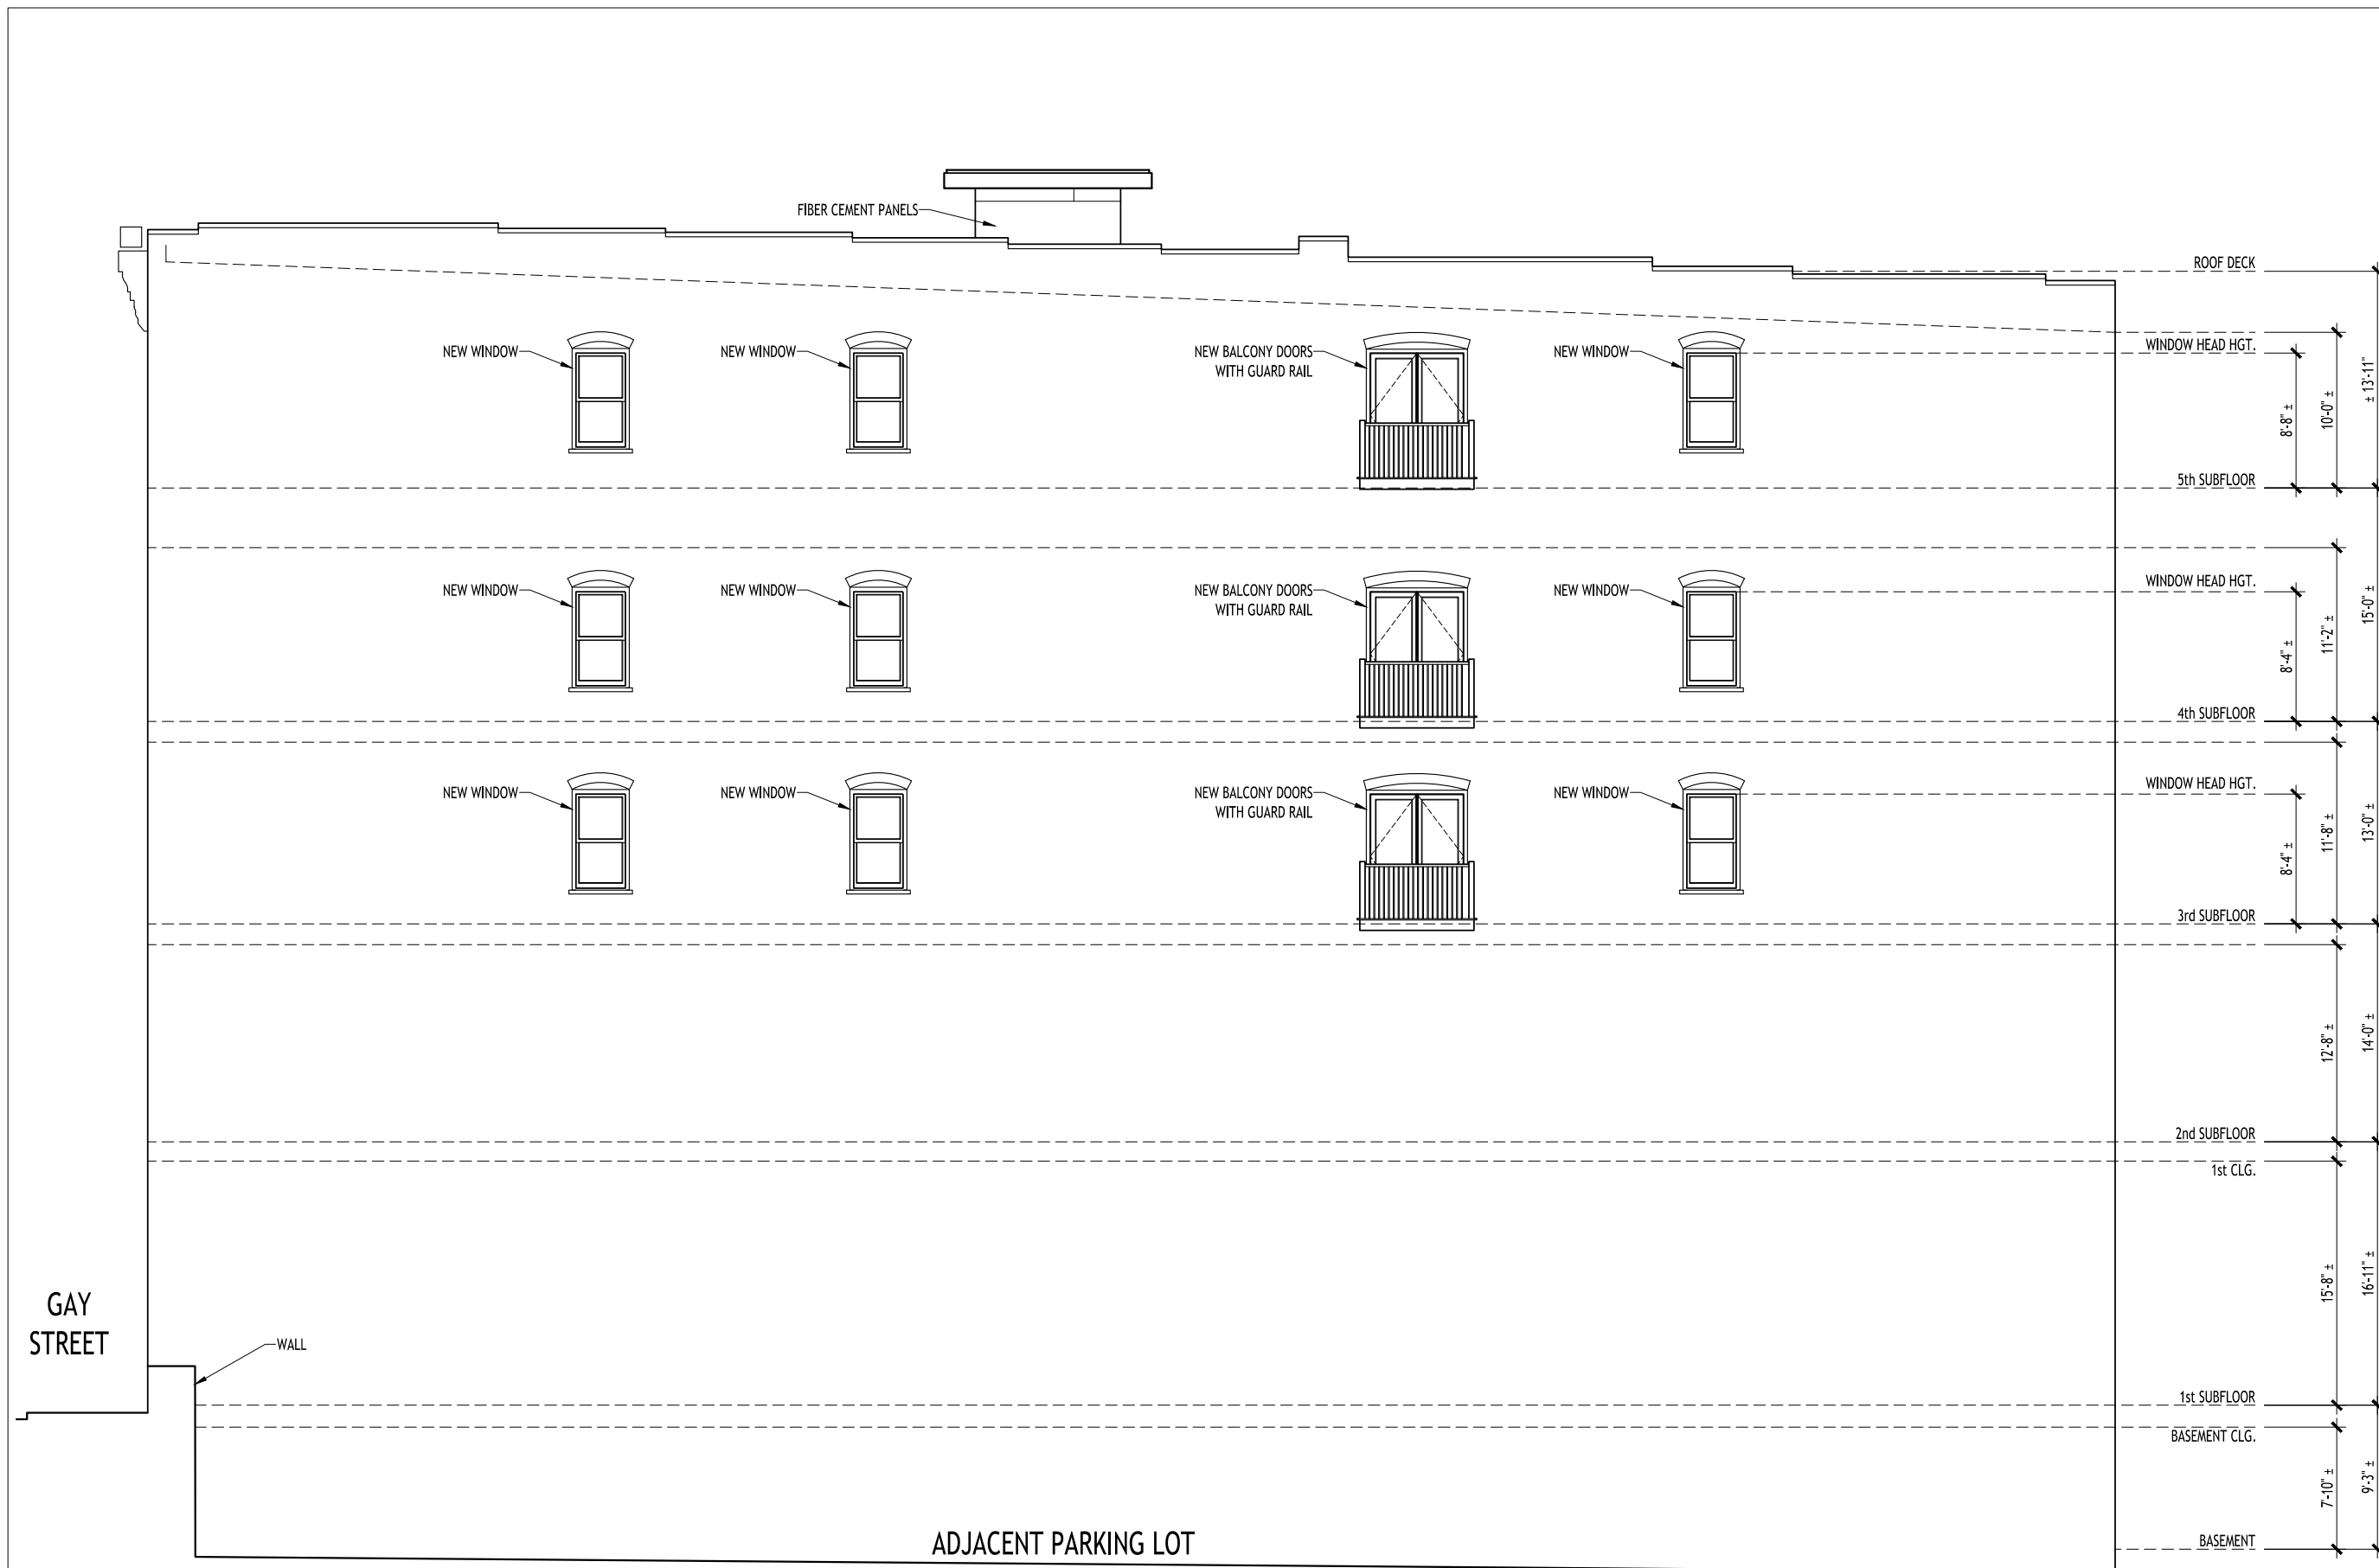 FIBER CEMENT PANELS
ROOF DECK
NEW WINDOW
NEW WINDOW
NEW BALCONY DOORS
WITH GUARD RAIL
NEW WINDOW
WINDOW HEAD HGT.
8'-8" ±
10'-0" ±
± 13'-11"
5th SUBFLOOR
NEW WINDOW
NEW WINDOW
NEW BALCONY DOORS
WITH GUARD RAIL
NEW WINDOW
WINDOW HEAD HGT.
8'-4" ±
11'-2" ±
15'-0" ±
4th SUBFLOOR
NEW WINDOW
NEW WINDOW
NEW BALCONY DOORS
WITH GUARD RAIL
NEW WINDOW
WINDOW HEAD HGT.
8'-4" ±
11'-8" ±
13'-0" ±
3rd SUBFLOOR
12'-8" ±
14'-0" ±
2nd SUBFLOOR
1st CLG.
15'-8" ±
16'-11" ±
GAY
STREET
WALL
1st SUBFLOOR
BASEMENT CLG.
7'-10" ±
9'-3" ±
ADJACENT PARKING LOT
BASEMENT